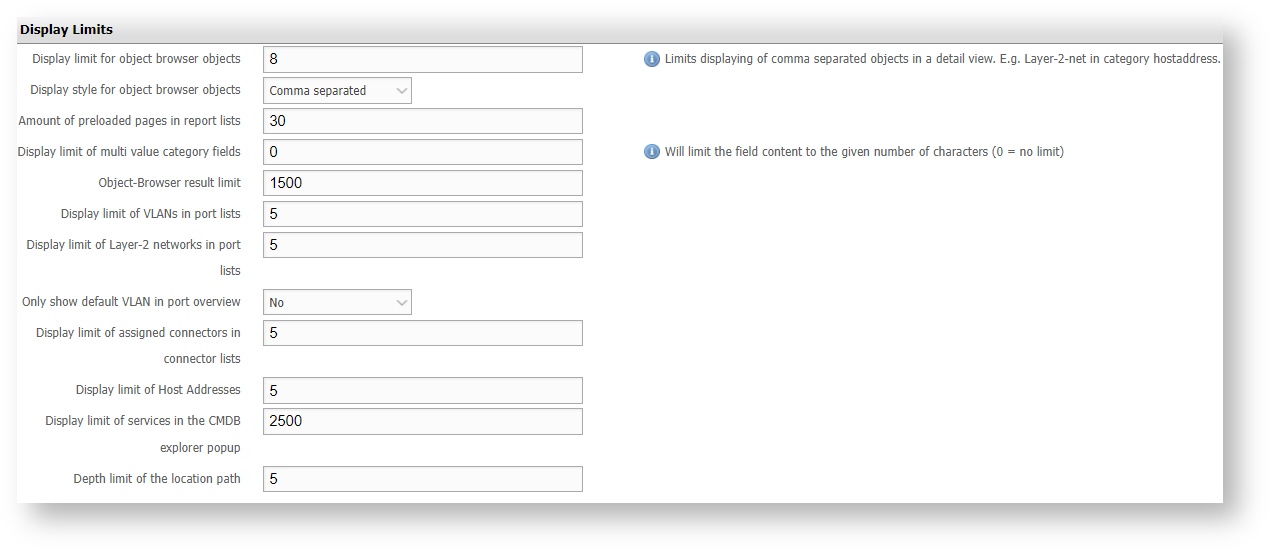 Display Limits
Display limit for object browser objects 8 Limits displaying of comma separated objects in a detail view. E.g. Layer-2-net in category hostaddress.
Display style for object browser objects Comma separated
Amount of preloaded pages in report lists 30
Display limit of multi value category fields 0 Will limit the field content to the given number of characters (0 = no limit)
Object-Browser result limit 1500
Display limit of VLANs in port lists 5
Display limit of Layer-2 networks in port 5
lists
Only show default VLAN in port overview No
Display limit of assigned connectors in 5
connector lists
Display limit of Host Addresses 5
Display limit of services in the CMDB 2500
explorer popup
Depth limit of the location path 5